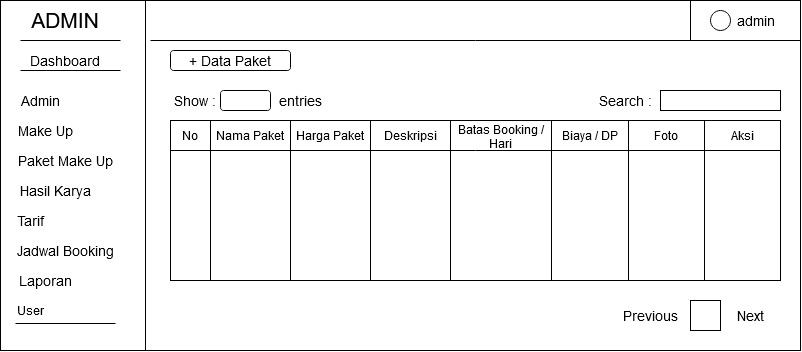 ADMIN
admin
Dashboard
+ Data Paket
Admin
Show :
entries
Search :
Make Up
No
Nama Paket
Harga Paket
Deskripsi
Batas Booking /
Hari
Biaya / DP
Foto
Aksi
Paket Make Up
Hasil Karya
Tarif
Jadwal Booking
Laporan
User
Previous
Next